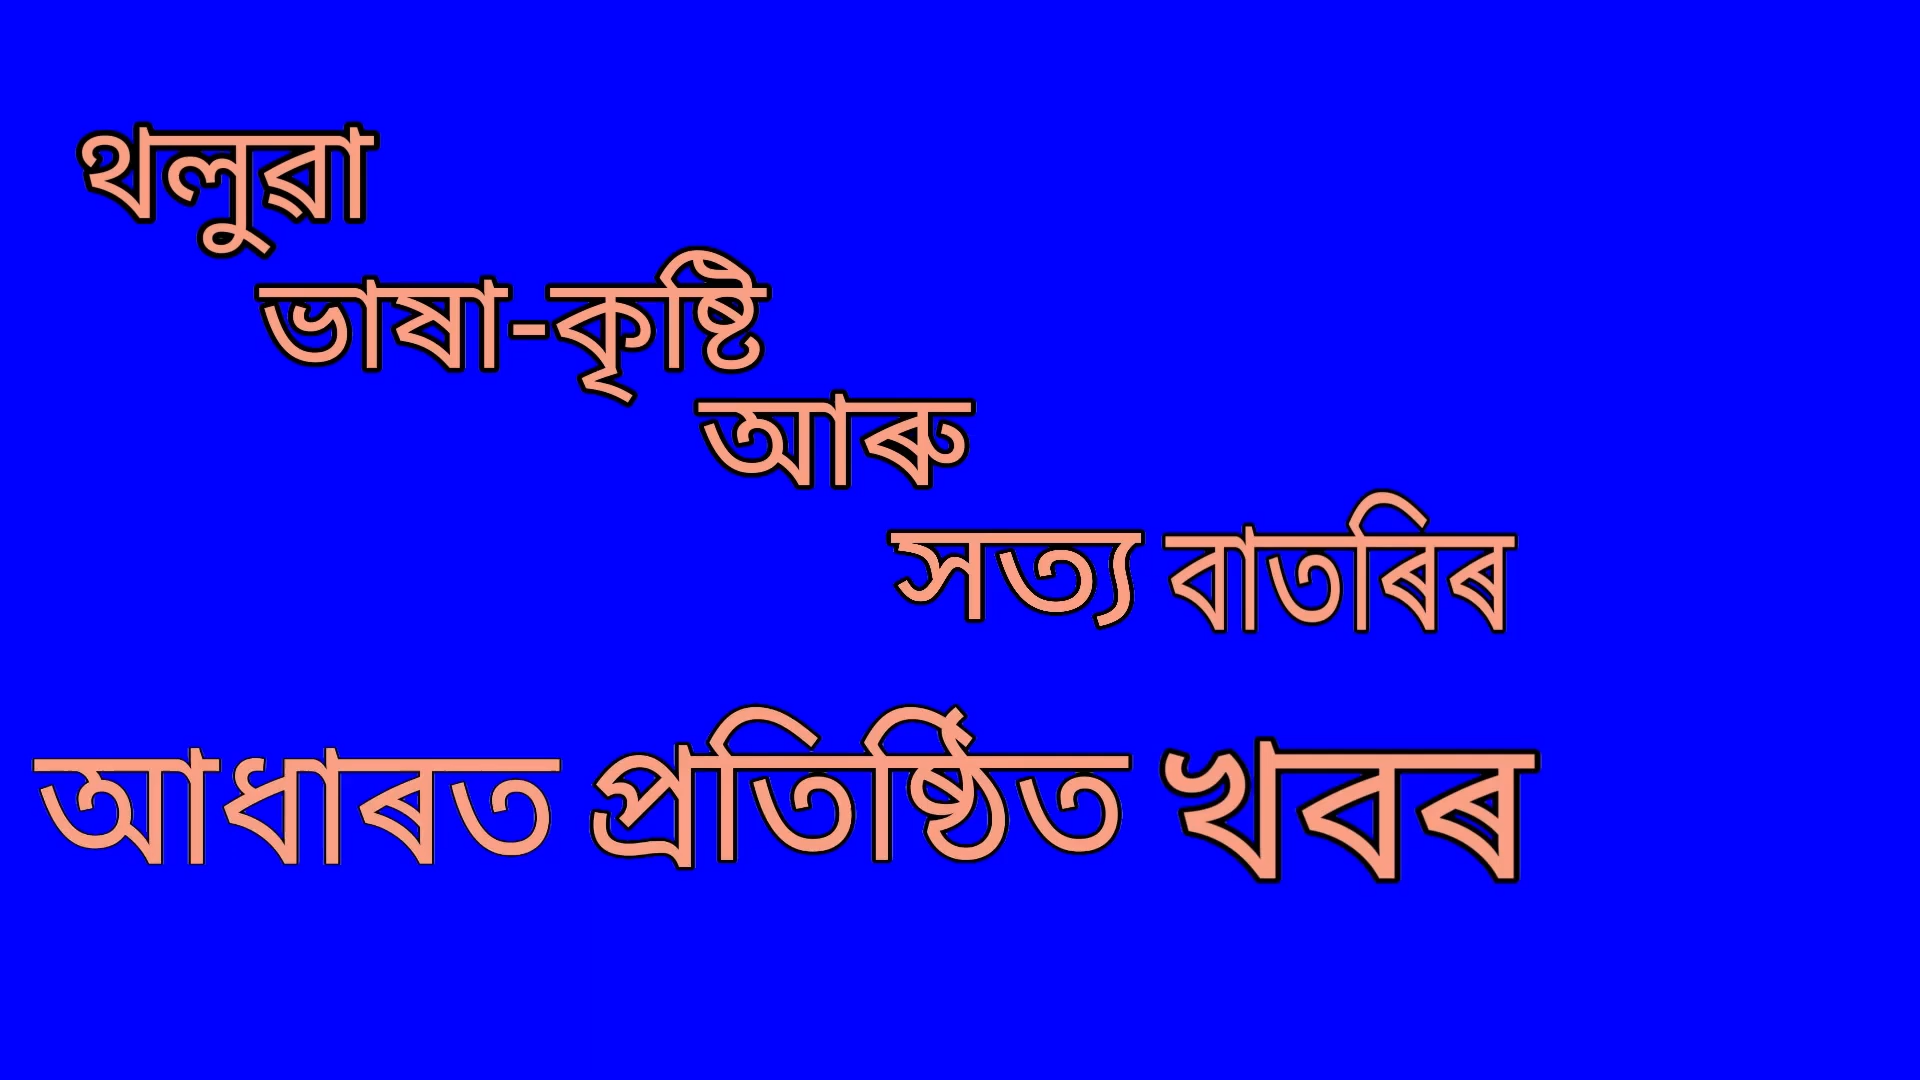 থলুৱা
ভাষা-কৃষ্টি
আৰু
সত্য বাতৰিৰ
আধাৰত প্ৰতিষ্ঠিত খবৰ